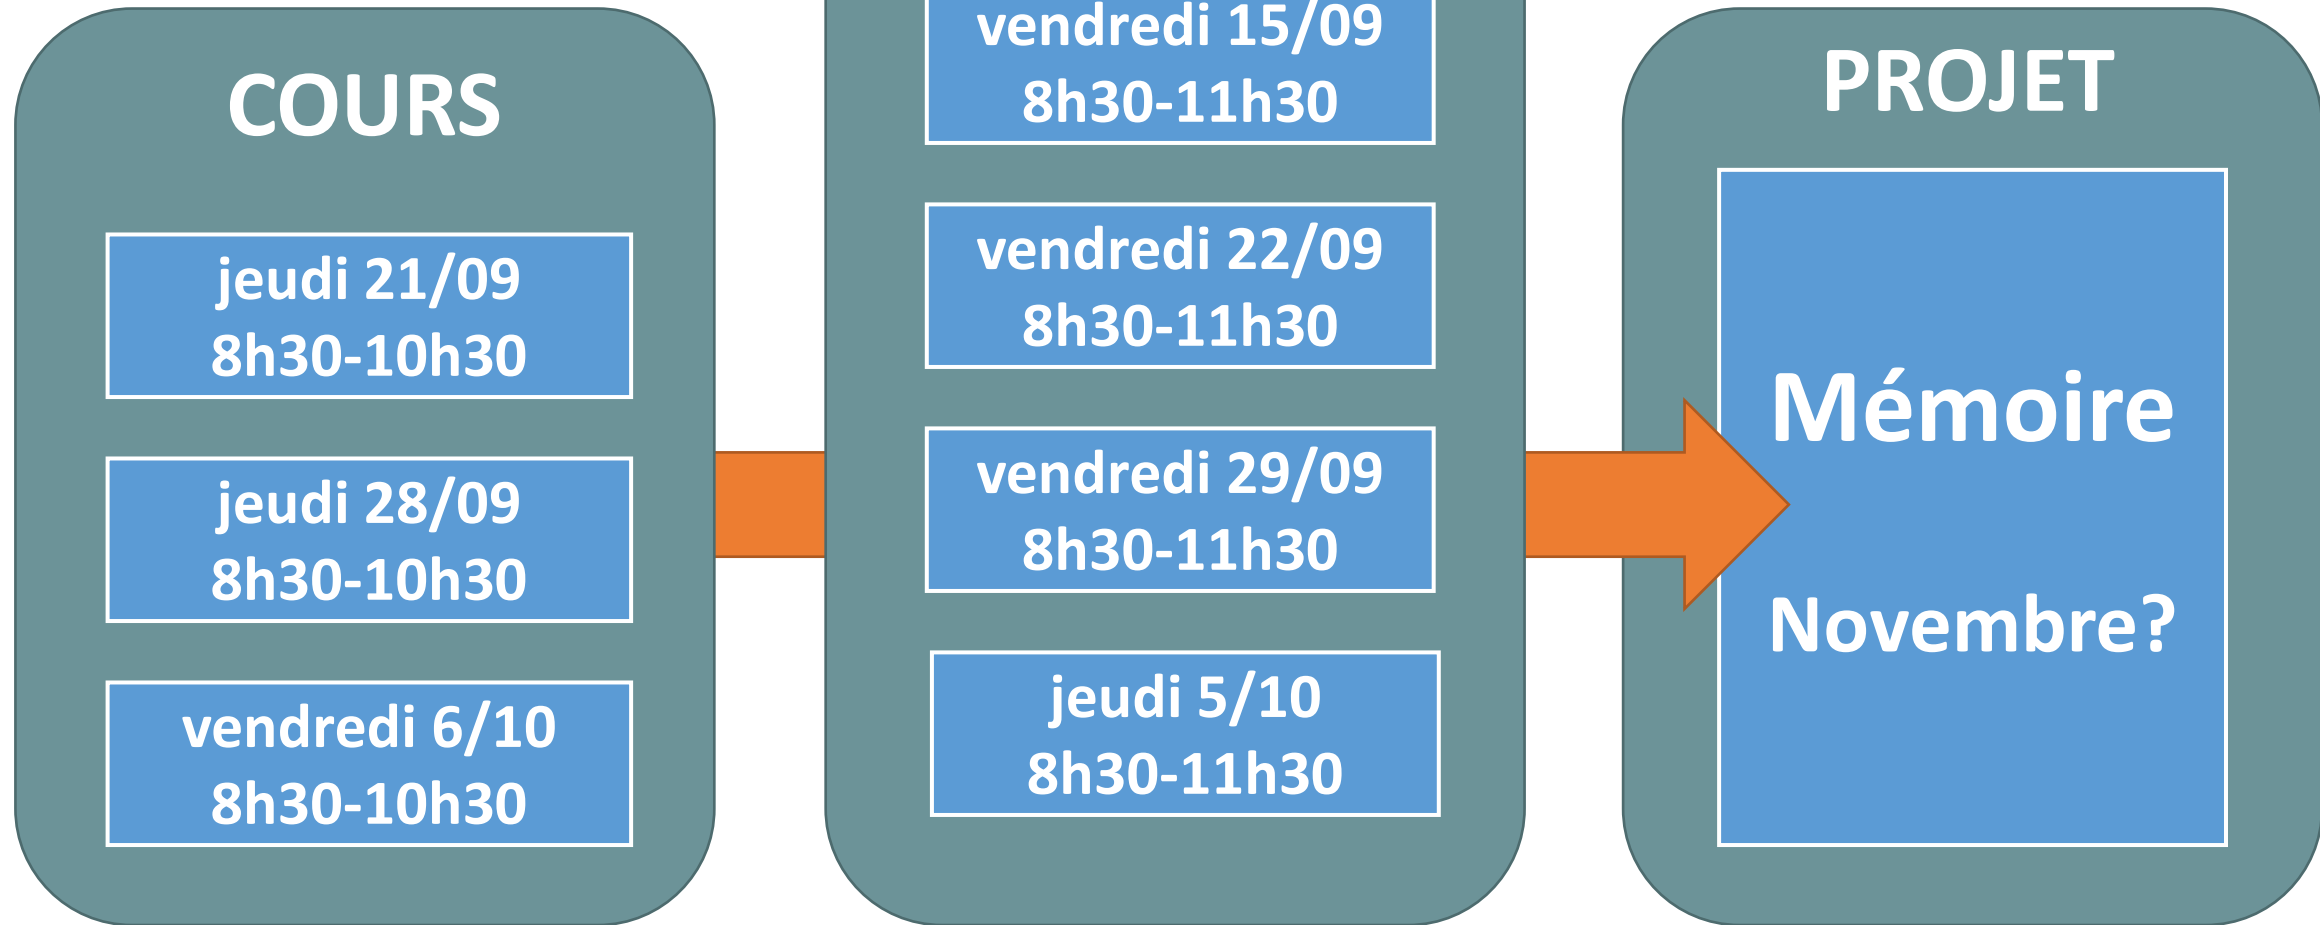 COURS
jeudi 21/09
8h30-10h30
jeudi 28/09
8h30-10h30
vendredi 6/10
8h30-10h30
vendredi 15/09
8h30-11h30
vendredi 22/09
8h30-11h30
vendredi 29/09
8h30-11h30
jeudi 5/10
8h30-11h30
PROJET
Mémoire
Novembre?